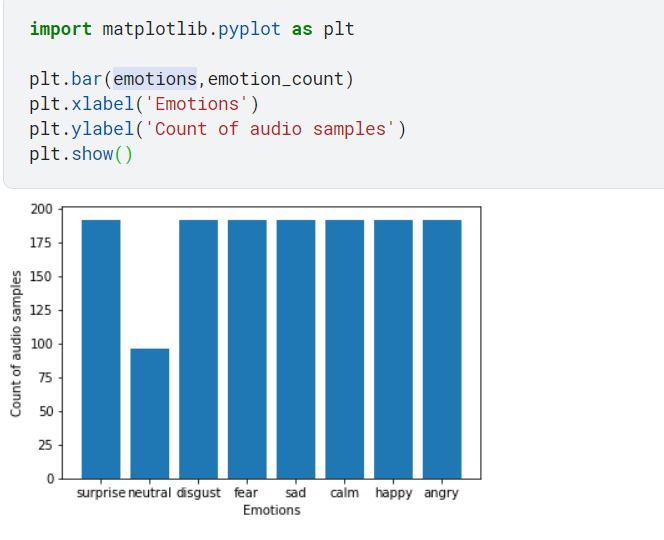 import matplotlib.pyplot as plt
plt.bar(emotions,emotion_count)
plt.xlabel('Emotions')
plt.ylabel('Count of audio samples')
plt.show()
200
175
150
125
100
75
50
25
0
Count of audio samples
surprise neutral disgust fear sad calm happy angry
Emotions